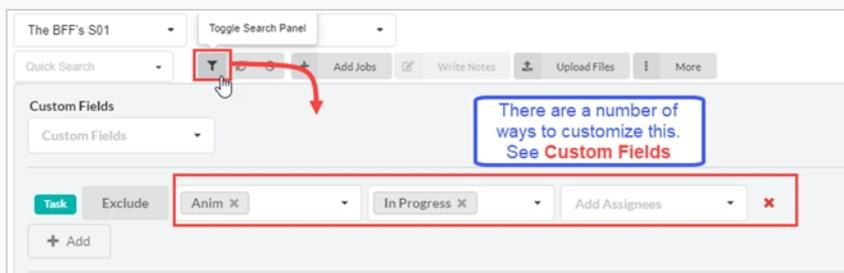 The BFF's S01
Toggle Search Panel
Quick Search
Add Jobs
Write Notes
Upload Files
More
Custom Fields
Custom Fields
There are a number of
ways to customize this.
See Custom Fields
Task
Exclude
Anim
In Progress
Add Assignees
Add